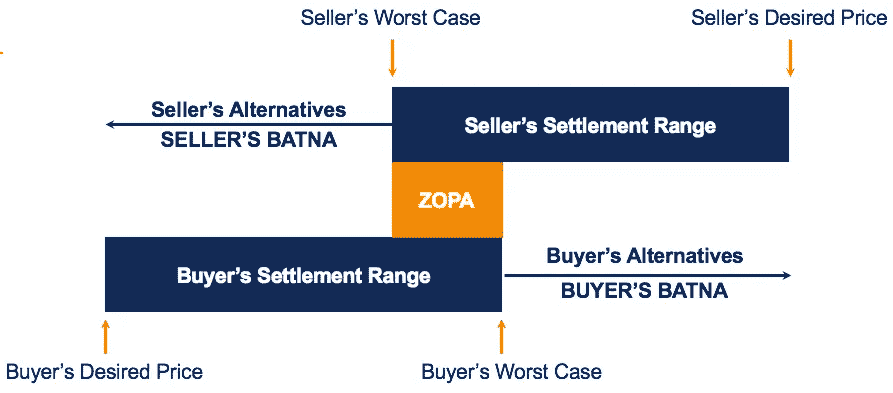 Seller’s Worst Case
Seller’s Desired Price
Seller’s Alternatives
SELLER’S BATNA
Seller’s Settlement Range
ZOPA
Buyer’s Settlement Range
Buyer’s Alternatives
BUYER’S BATNA
Buyer’s Desired Price
Buyer’s Worst Case